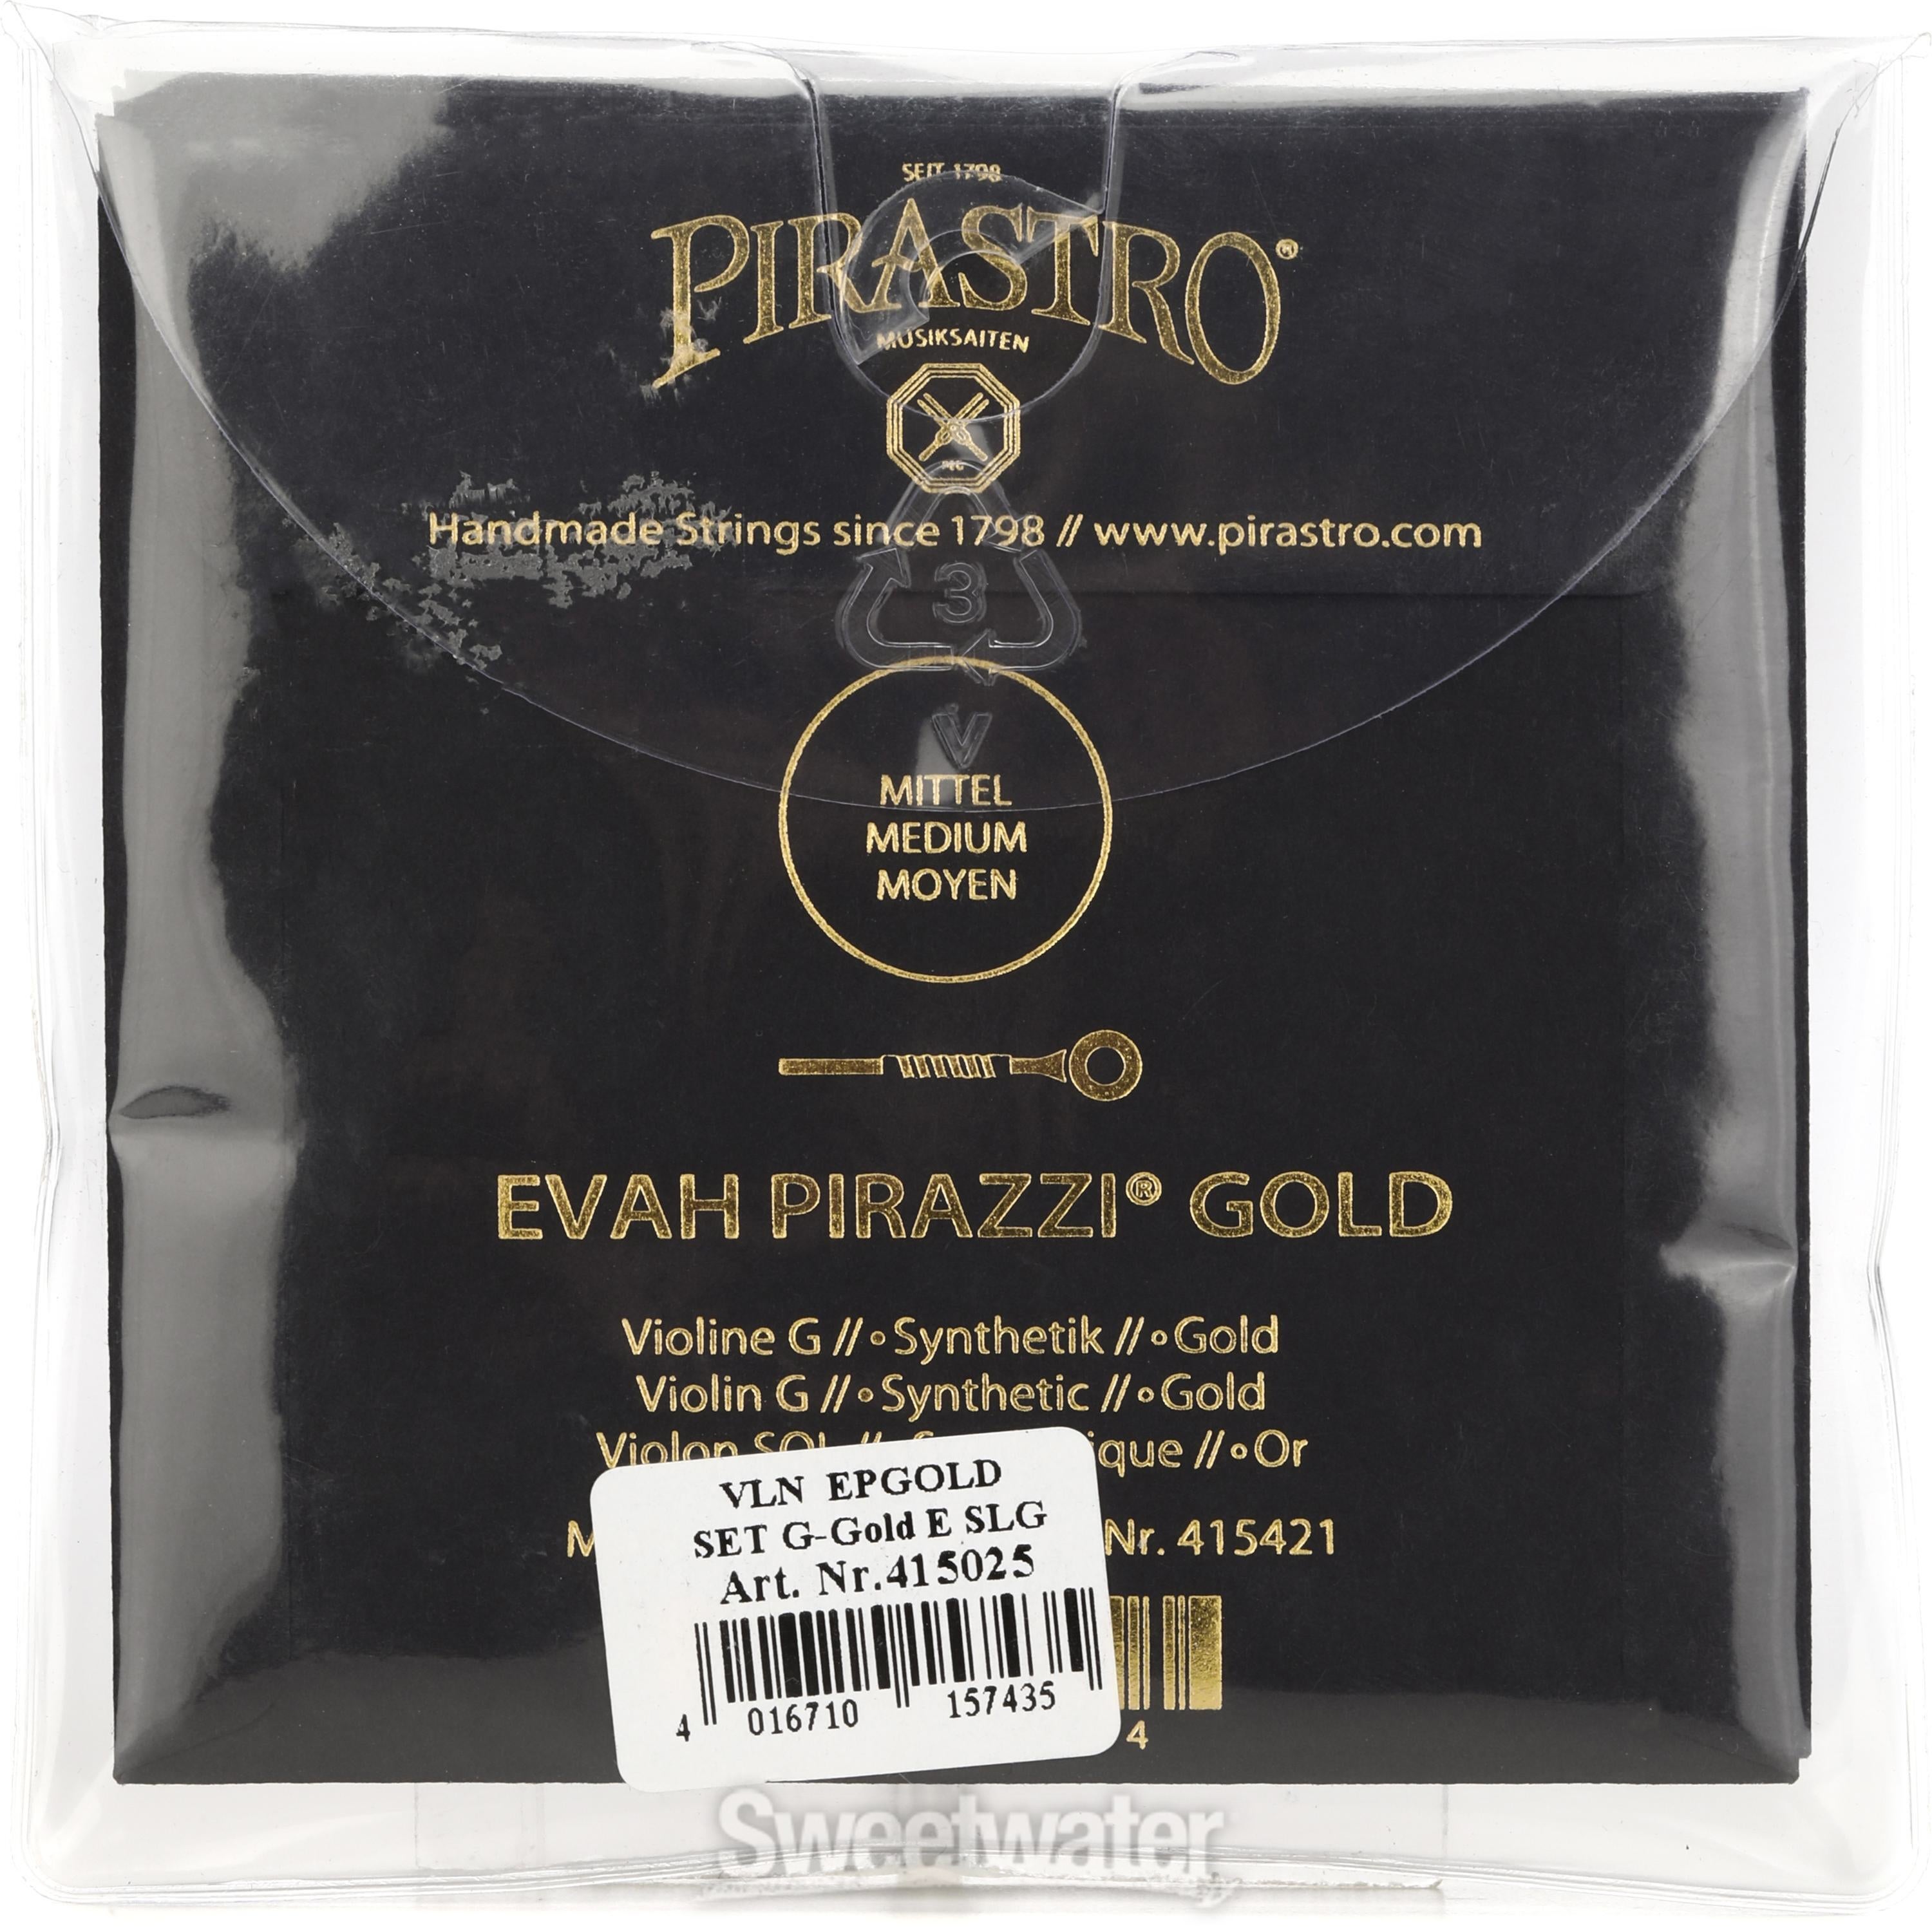 SEIT 1798
PIRASTRO®
MUSIKSAITEN
Handmade Strings since 1798 // www.pirastro.com
3
V
MITTEL
MEDIUM
MOYEN
EVAH PIRAZZI® GOLD
Violine G // • Synthetik // ∘ Gold
Violin G // • Synthetic // ∘ Gold
Violon SOL // ique // ∘ Or
Nr. 415421
VLN EPGOLD
SET G-Gold E SLG
Art. Nr.415025
4 016710 157435
4
Sweetwater